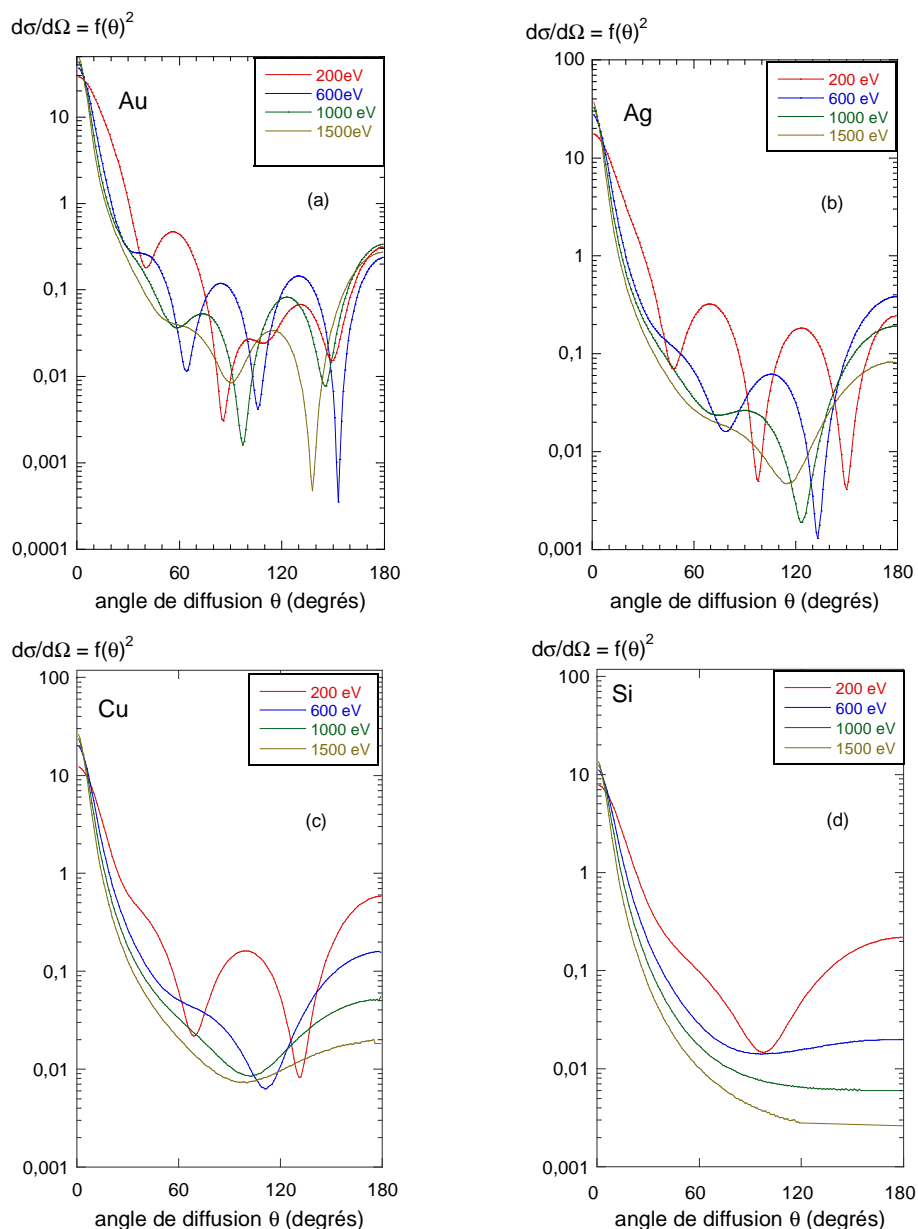 dσ/dΩ = f(θ)²
10
1
0,1
0,01
0,001
0,0001
0
60
120
180
Au
200eV
600eV
1000 eV
1500eV
(a)
angle de diffusion θ (degrés)
dσ/dΩ = f(θ)²
100
10
1
0,1
0,01
0,001
0
60
120
180
Ag
200 eV
600 eV
1000 eV
1500 eV
(b)
angle de diffusion θ (degrés)
dσ/dΩ = f(θ)²
100
10
1
0,1
0,01
0,001
0
60
120
180
Cu
200 eV
600 eV
1000 eV
1500 eV
(c)
angle de diffusion θ (degrés)
dσ/dΩ = f(θ)²
100
10
1
0,1
0,01
0,001
0
60
120
180
Si
200 eV
600 eV
1000 eV
1500 eV
(d)
angle de diffusion θ (degrés)